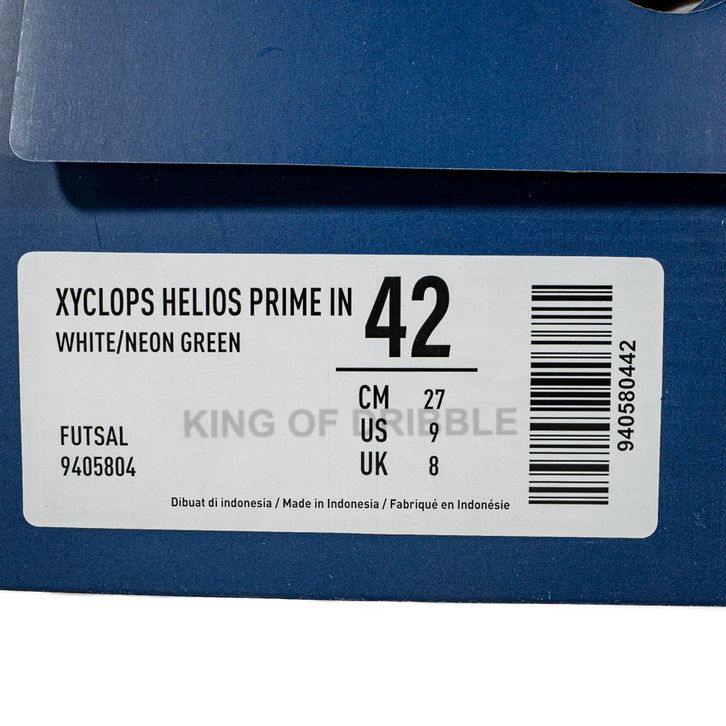 XYCLOPS HELIOS PRIME IN
WHITE/NEON GREEN
42
CM 27
US 9
UK 8
KING OF DRIBBLE
FUTSAL
9405804
Dibuat di indonesia / Made in Indonesia / Fabriqué en Indonésie
940580442